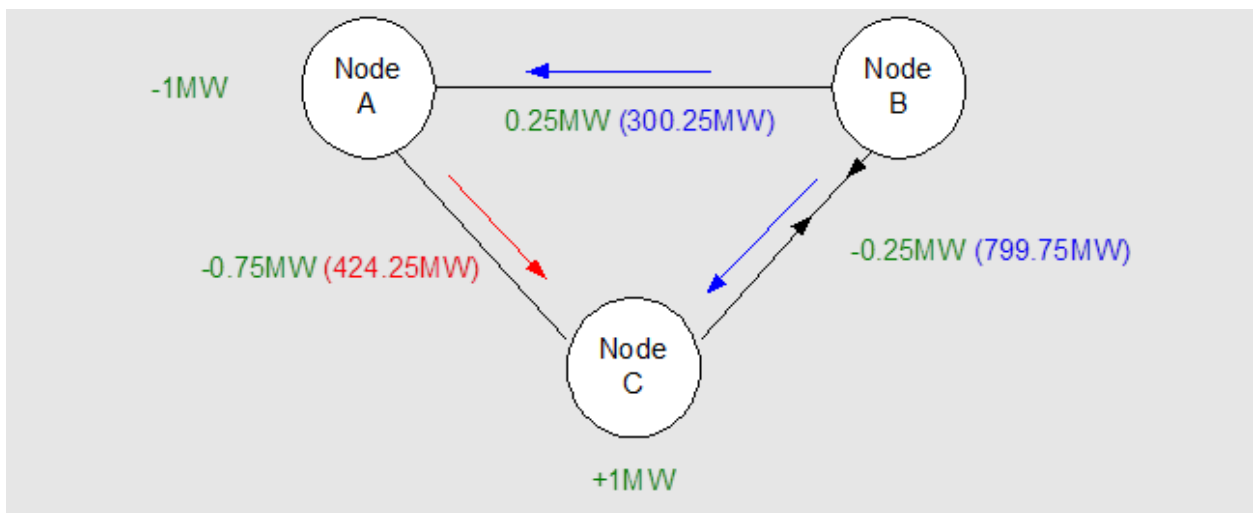 Node
A
Node
B
-1MW
0.25MW (300.25MW)
-0.75MW (424.25MW)
-0.25MW (799.75MW)
Node
C
+1MW